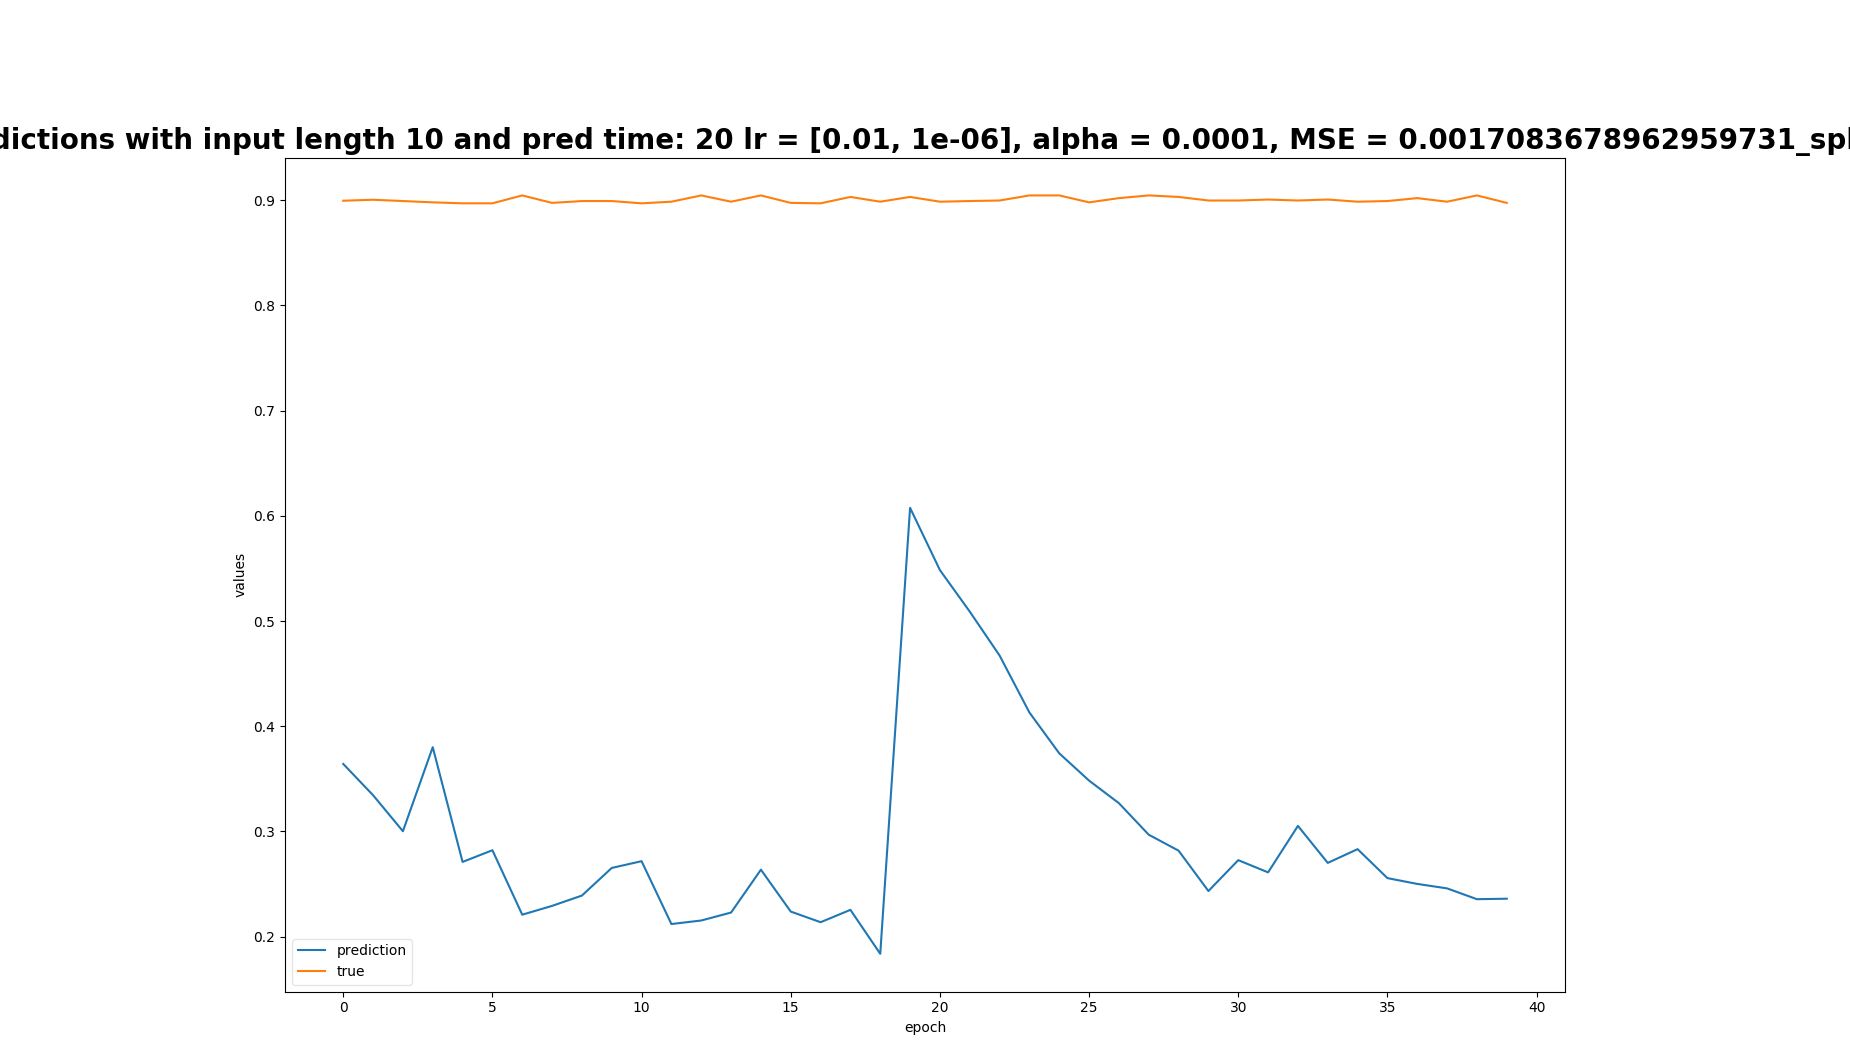 dictions with input length 10 and pred time: 20 lr = [0.01, 1e-06], alpha = 0.0001, MSE = 0.0017083678962959731_spl
0.9
0.8
0.7
0.6
0.5
0.4
0.3
0.2
values
prediction
true
0 5 10 15 20 25 30 35 40
epoch